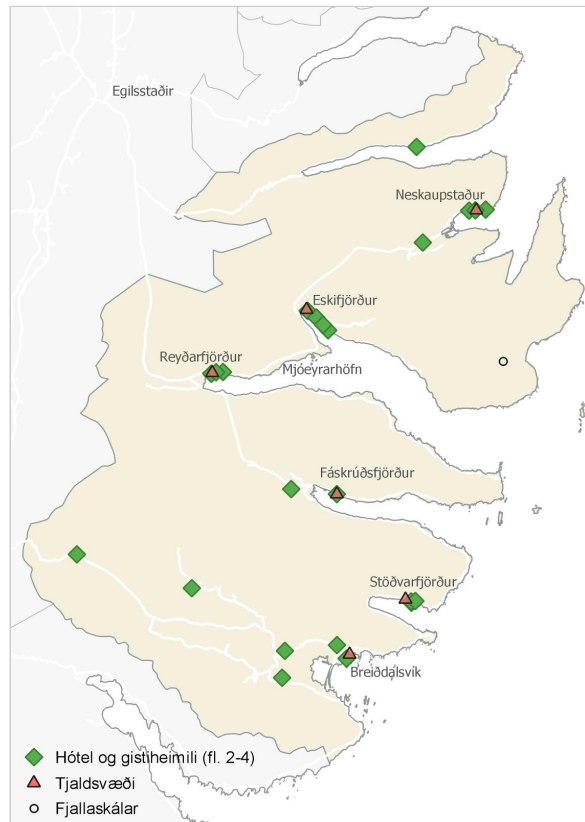 Egilsstaðir
Neskaupstaður
Eskifjörður
Reyðarfjörður
Mjóeyrarhöfn
Fáskrúðsfjörður
Stöðvarfjörður
Breiðdalsvík
Hótel og gistiheimili (fl. 2-4)
Tjaldsvæði
Fjallaskálar